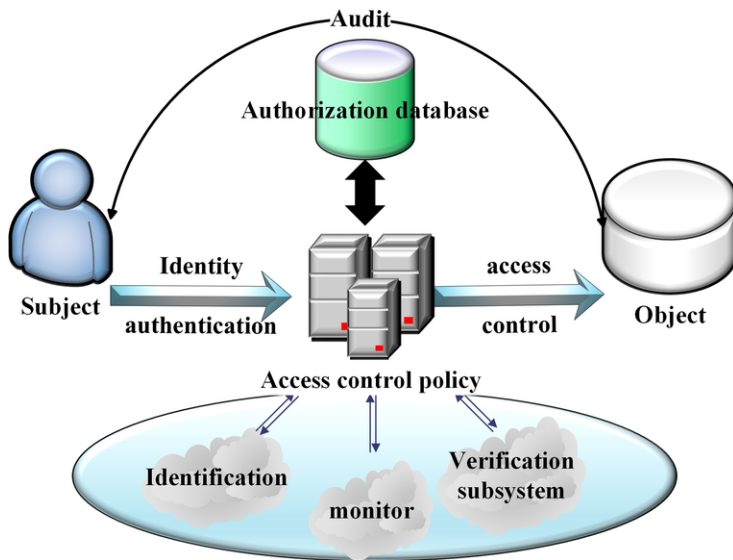 Audit
Authorization database
Identity
authentication
access
control
Subject
Object
Access control policy
Identification
monitor
Verification
subsystem